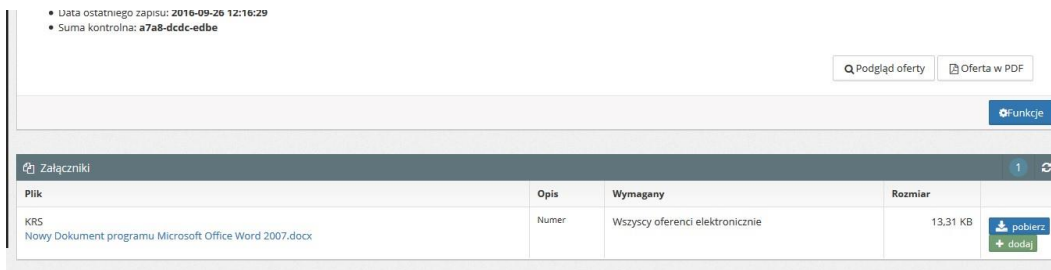 Data ostatniego zapisu: 2016-09-26 12:16:29
Suma kontrolna: a7a8-dcdc-edbe
Podgląd oferty Oferta w PDF
Funkcje
Załączniki 1
Plik Opis Wymagany Rozmiar
KRS Numer Wszyscy oferenci elektronicznie 13,31 KB pobierz
Nowy Dokument programu Microsoft Office Word 2007.docx
+ dodaj